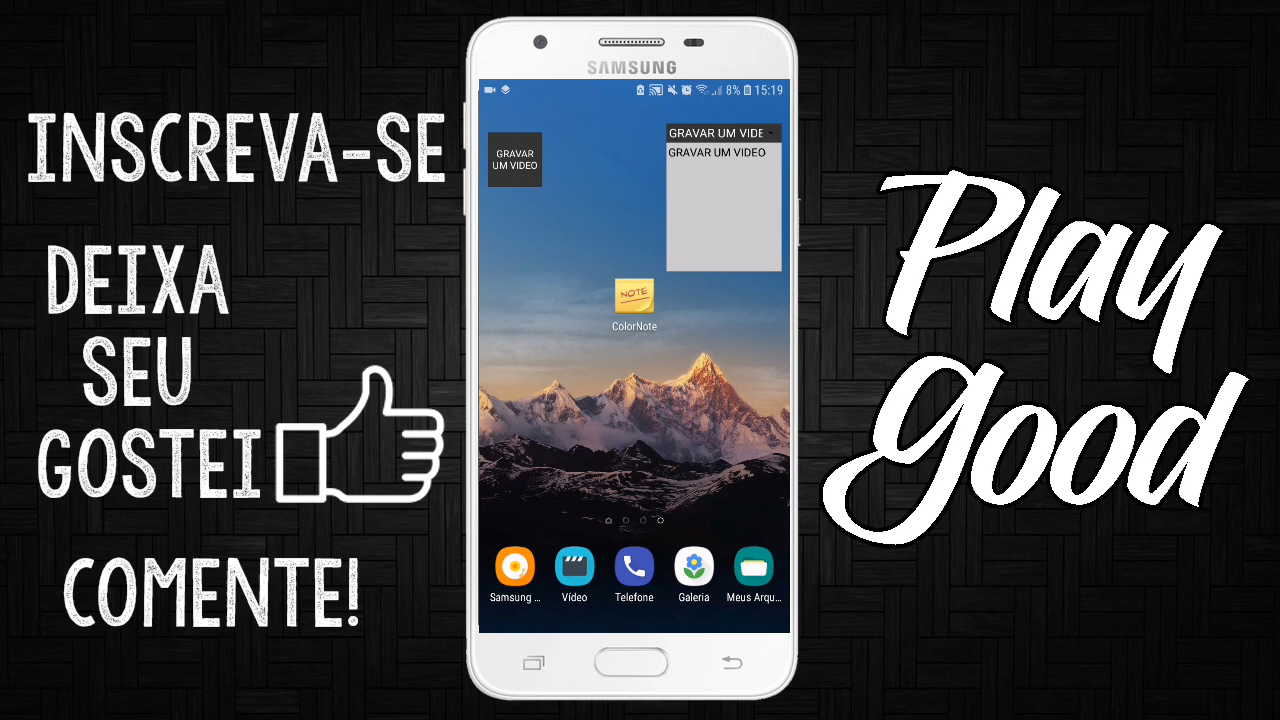 INSCREVA-SE
DEIXA
SEU
GOSTEI
COMENTE!
SAMSUNG
8% 15:19
GRAVAR
UM VIDEO
GRAVAR UM VIDE
GRAVAR UM VIDEO
NOTE
ColorNote
Samsung ...
Vídeo
Telefone
Galeria
Meus Arqu...
Play
Good